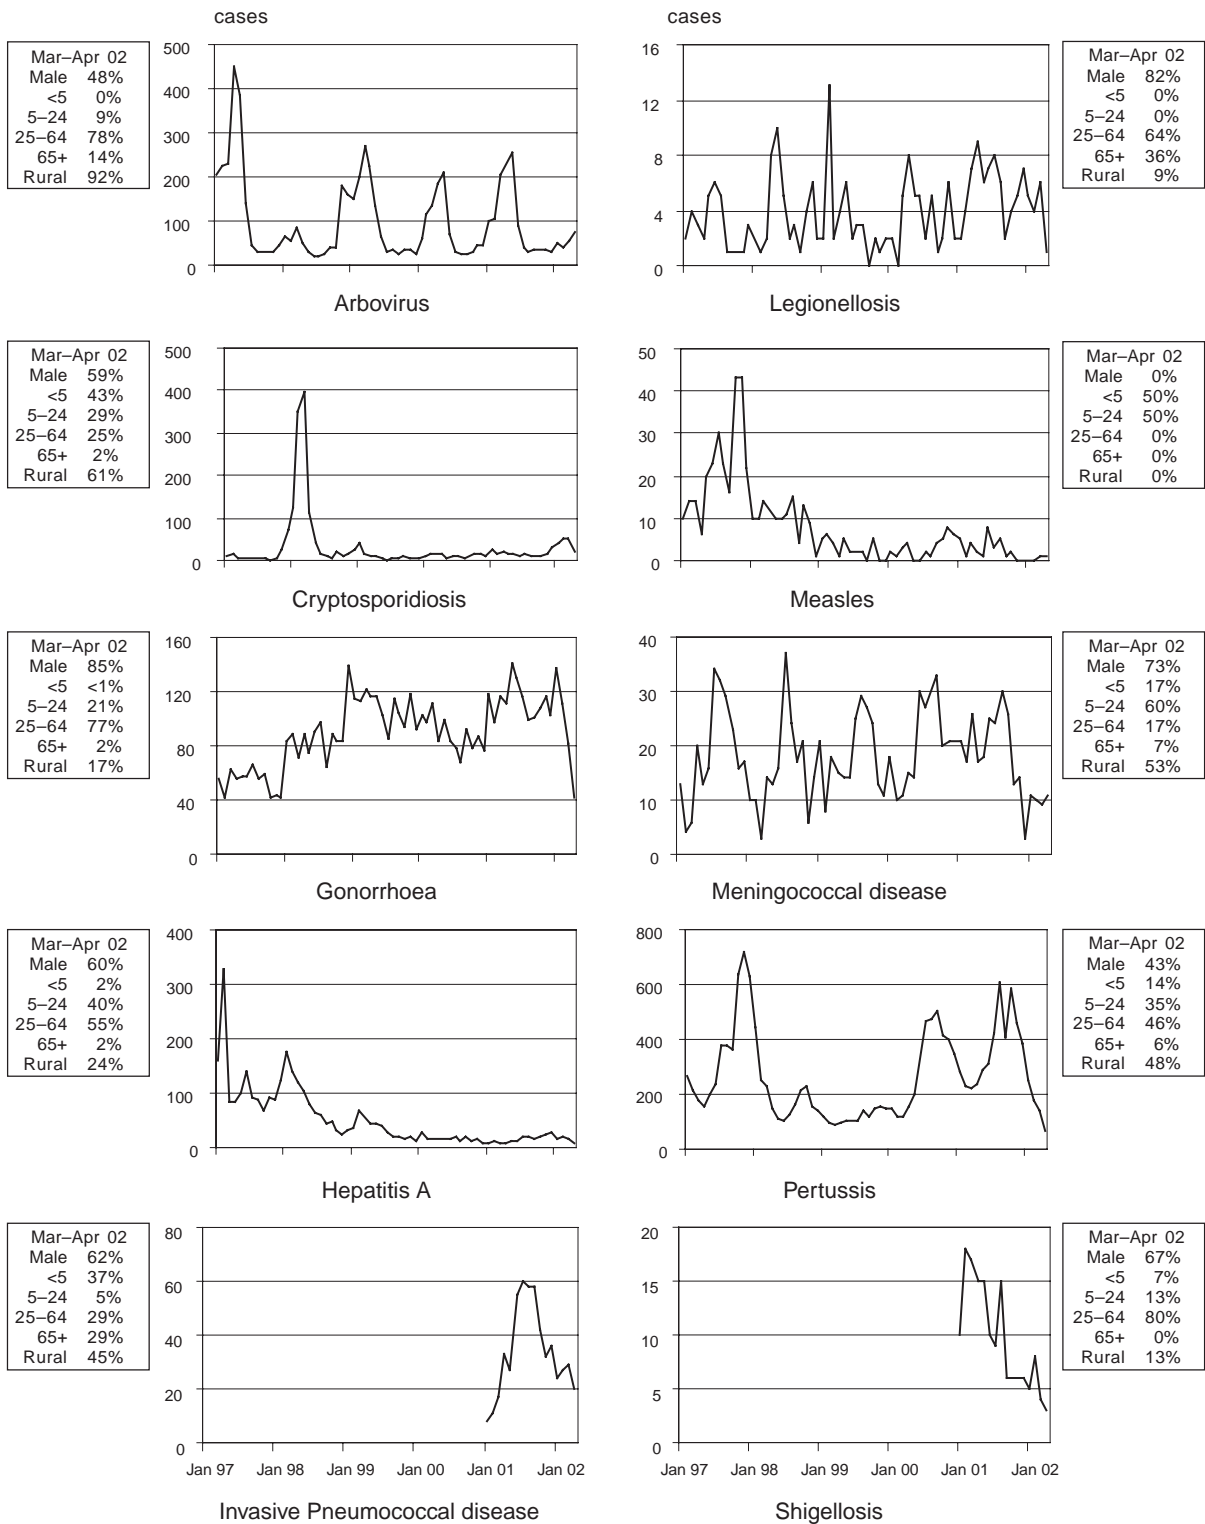 cases
cases
Mar–Apr 02
Male 48%
<5 0%
5–24 9%
25–64 78%
65+ 14%
Rural 92%
500
400
300
200
100
0
Arbovirus
16
12
8
4
0
Legionellosis
Mar–Apr 02
Male 82%
<5 0%
5–24 0%
25–64 64%
65+ 36%
Rural 9%
Mar–Apr 02
Male 59%
<5 43%
5–24 29%
25–64 25%
65+ 2%
Rural 61%
500
400
300
200
100
0
Cryptosporidiosis
50
40
30
20
10
0
Measles
Mar–Apr 02
Male 0%
<5 50%
5–24 50%
25–64 0%
65+ 0%
Rural 0%
Mar–Apr 02
Male 85%
<5 <1%
5–24 21%
25–64 77%
65+ 2%
Rural 17%
160
120
80
40
0
Gonorrhoea
40
30
20
10
0
Meningococcal disease
Mar–Apr 02
Male 73%
<5 17%
5–24 60%
25–64 17%
65+ 7%
Rural 53%
Mar–Apr 02
Male 60%
<5 2%
5–24 40%
25–64 55%
65+ 2%
Rural 24%
400
300
200
100
0
Hepatitis A
800
600
400
200
0
Pertussis
Mar–Apr 02
Male 43%
<5 14%
5–24 35%
25–64 46%
65+ 6%
Rural 48%
Mar–Apr 02
Male 62%
<5 37%
5–24 5%
25–64 29%
65+ 29%
Rural 45%
80
60
40
20
0
Jan 97 Jan 98 Jan 99 Jan 00 Jan 01 Jan 02
Invasive Pneumococcal disease
20
15
10
5
0
Jan 97 Jan 98 Jan 99 Jan 00 Jan 01 Jan 02
Shigellosis
Mar–Apr 02
Male 67%
<5 7%
5–24 13%
25–64 80%
65+ 0%
Rural 13%